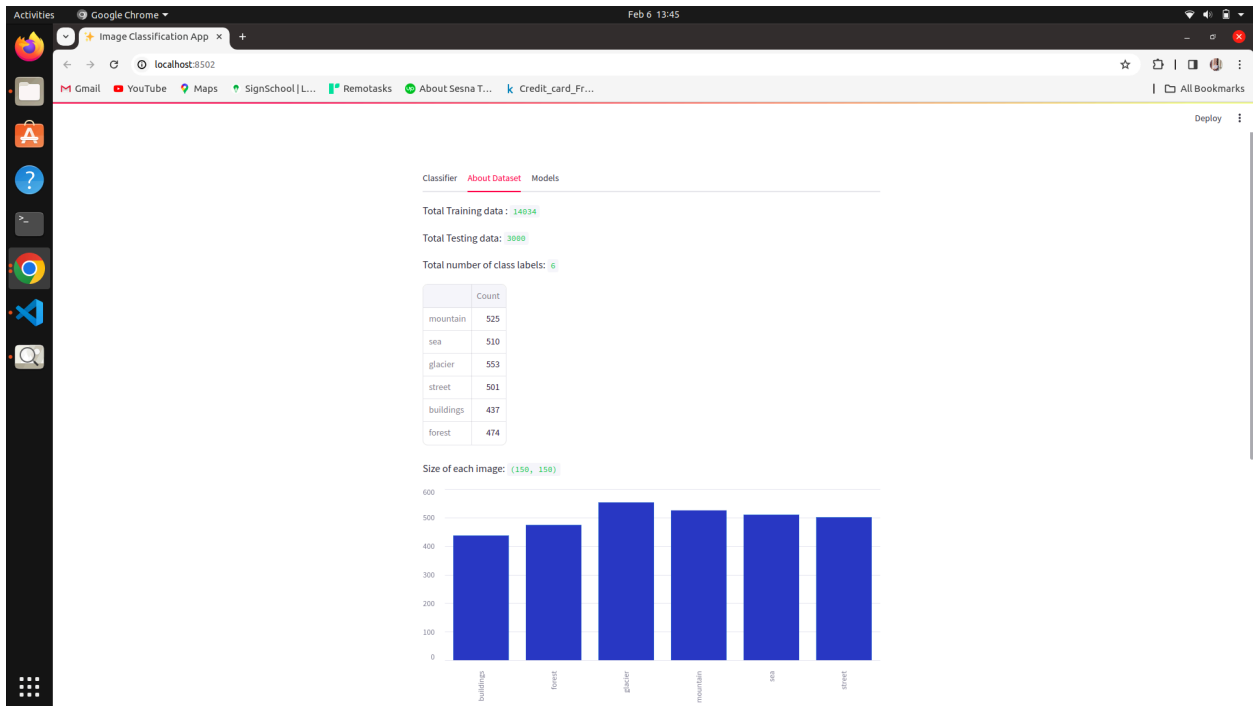 Activities Google Chrome Feb 6 13:45
Image Classification App
localhost:8502
Gmail YouTube Maps SignSchool | L... Remotasks About Sesna T... Credit_card_Fr... All Bookmarks
Deploy
Classifier About Dataset Models
Total Training data : 14034
Total Testing data: 3000
Total number of class labels: 6
Count
mountain 525
sea 510
glacier 553
street 501
buildings 437
forest 474
Size of each image: (150, 150)
600
500
400
300
200
100
0
buildings forest glacier mountain sea street